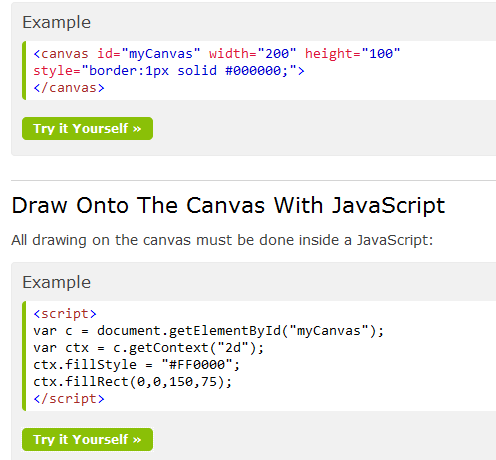 Example
<canvas id="myCanvas" width="200" height="100"
style="border:1px solid #000000;">
</canvas>
Try it Yourself »
Draw Onto The Canvas With JavaScript
All drawing on the canvas must be done inside a JavaScript:
Example
<script>
var c = document.getElementById("myCanvas");
var ctx = c.getContext("2d");
ctx.fillStyle = "#FF0000";
ctx.fillRect(0,0,150,75);
</script>
Try it Yourself »